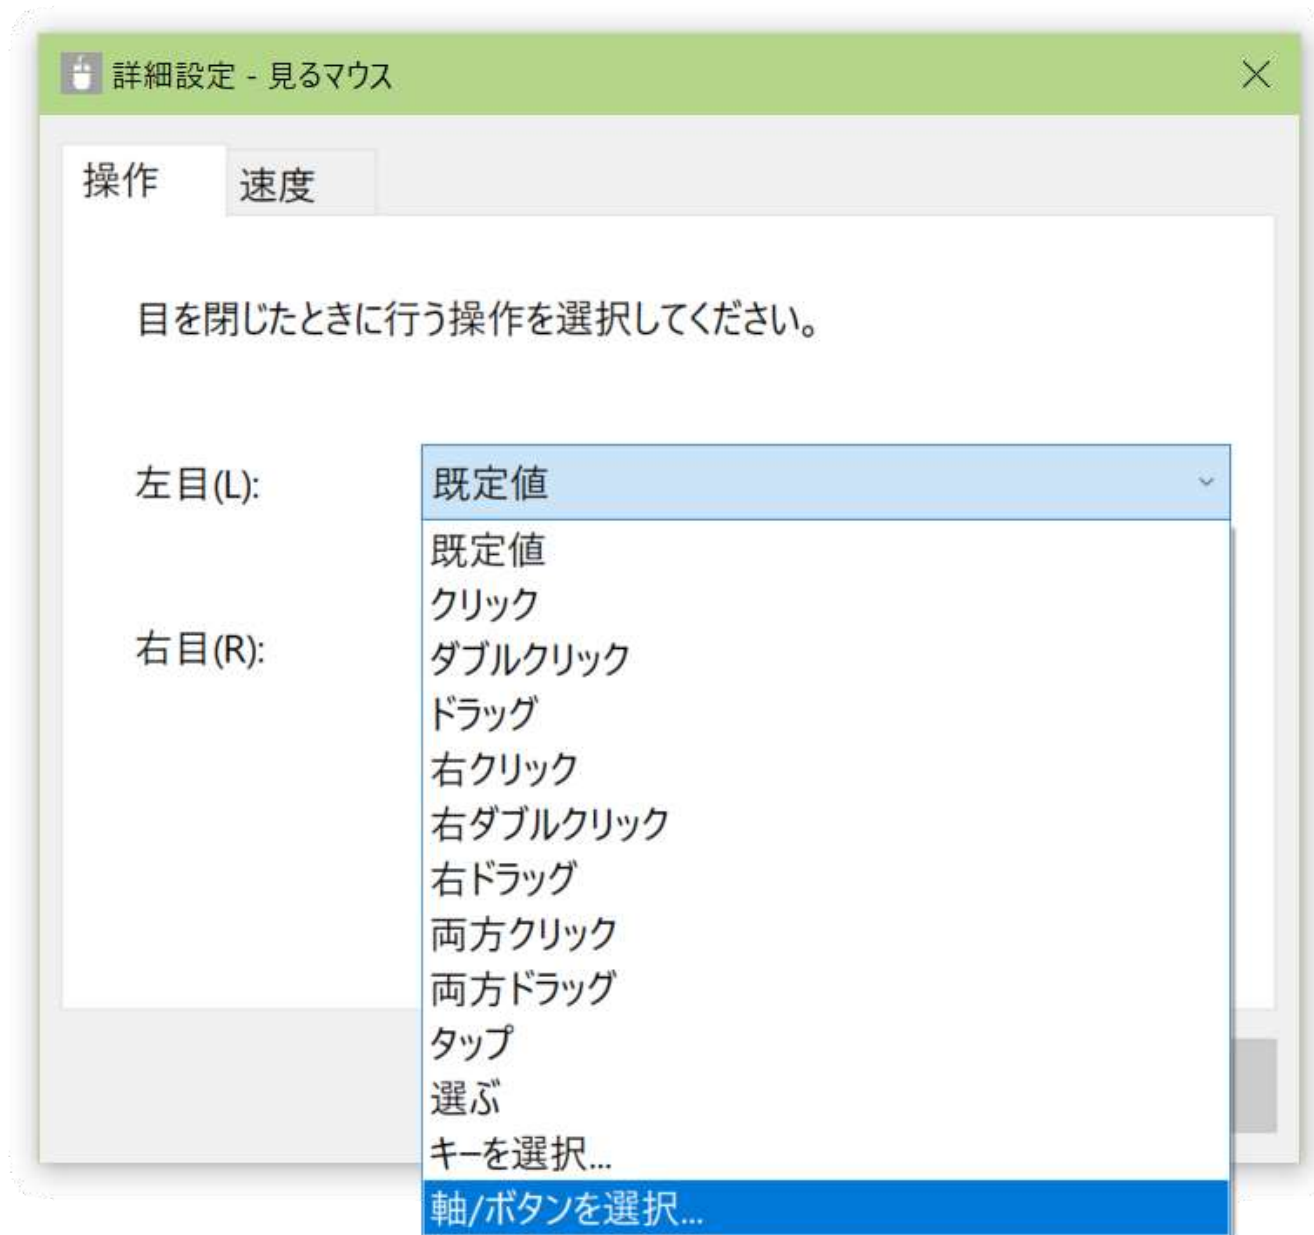 詳細設定 - 見るマウス
操作
速度
目を閉じたときに行う操作を選択してください。
左目(L):
既定値
既定値
クリック
ダブルクリック
右目(R):
ドラッグ
右クリック
右ダブルクリック
右ドラッグ
両方クリック
両方ドラッグ
タップ
選ぶ
キーを選択...
軸/ボタンを選択...